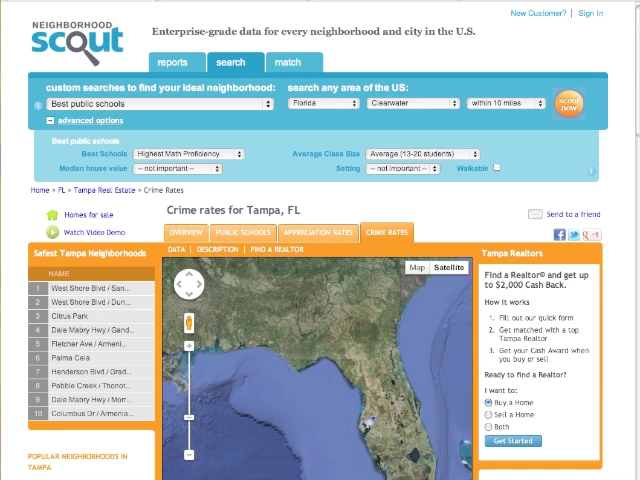 New Customer? | Sign In
NEIGHBORHOOD
scout
Enterprise-grade data for every neighborhood and city in the U.S.
reports search match
custom searches to find your ideal neighborhood: search any area of the US:
Best public schools Florida Clearwater within 10 miles scout now
advanced options
Best public schools
Best Schools Highest Math Proficiency Average Class Size Average (13-20 students)
Median house value -- not important -- Setting -- not important -- Walkable
Home > FL > Tampa Real Estate > Crime Rates
Homes for sale
Watch Video Demo
Crime rates for Tampa, FL
Send to a friend
OVERVIEW PUBLIC SCHOOLS APPRECIATION RATES CRIME RATES
DATA | DESCRIPTION | FIND A REALTOR
Safest Tampa Neighborhoods
NAME
1 West Shore Blvd / San...
2 West Shore Blvd / Dun...
3 Citrus Park
4 Dale Mabry Hwy / Gand...
5 Fletcher Ave / Armeni...
6 Palma Ceia
7 Henderson Blvd / Grad...
8 Pebble Creek / Thonot...
9 Dale Mabry Hwy / Morr...
10 Columbus Dr / Armenia...
POPULAR NEIGHBORHOODS IN
TAMPA
Map Satellite
Tampa Realtors
Find a Realtor® and get up
to $2,000 Cash Back.
How it works
1. Fill out our quick form
2. Get matched with a top
Tampa Realtor
3. Get your Cash Award when
you buy or sell
Ready to find a Realtor?
I want to:
Buy a Home
Sell a Home
Both
Get Started